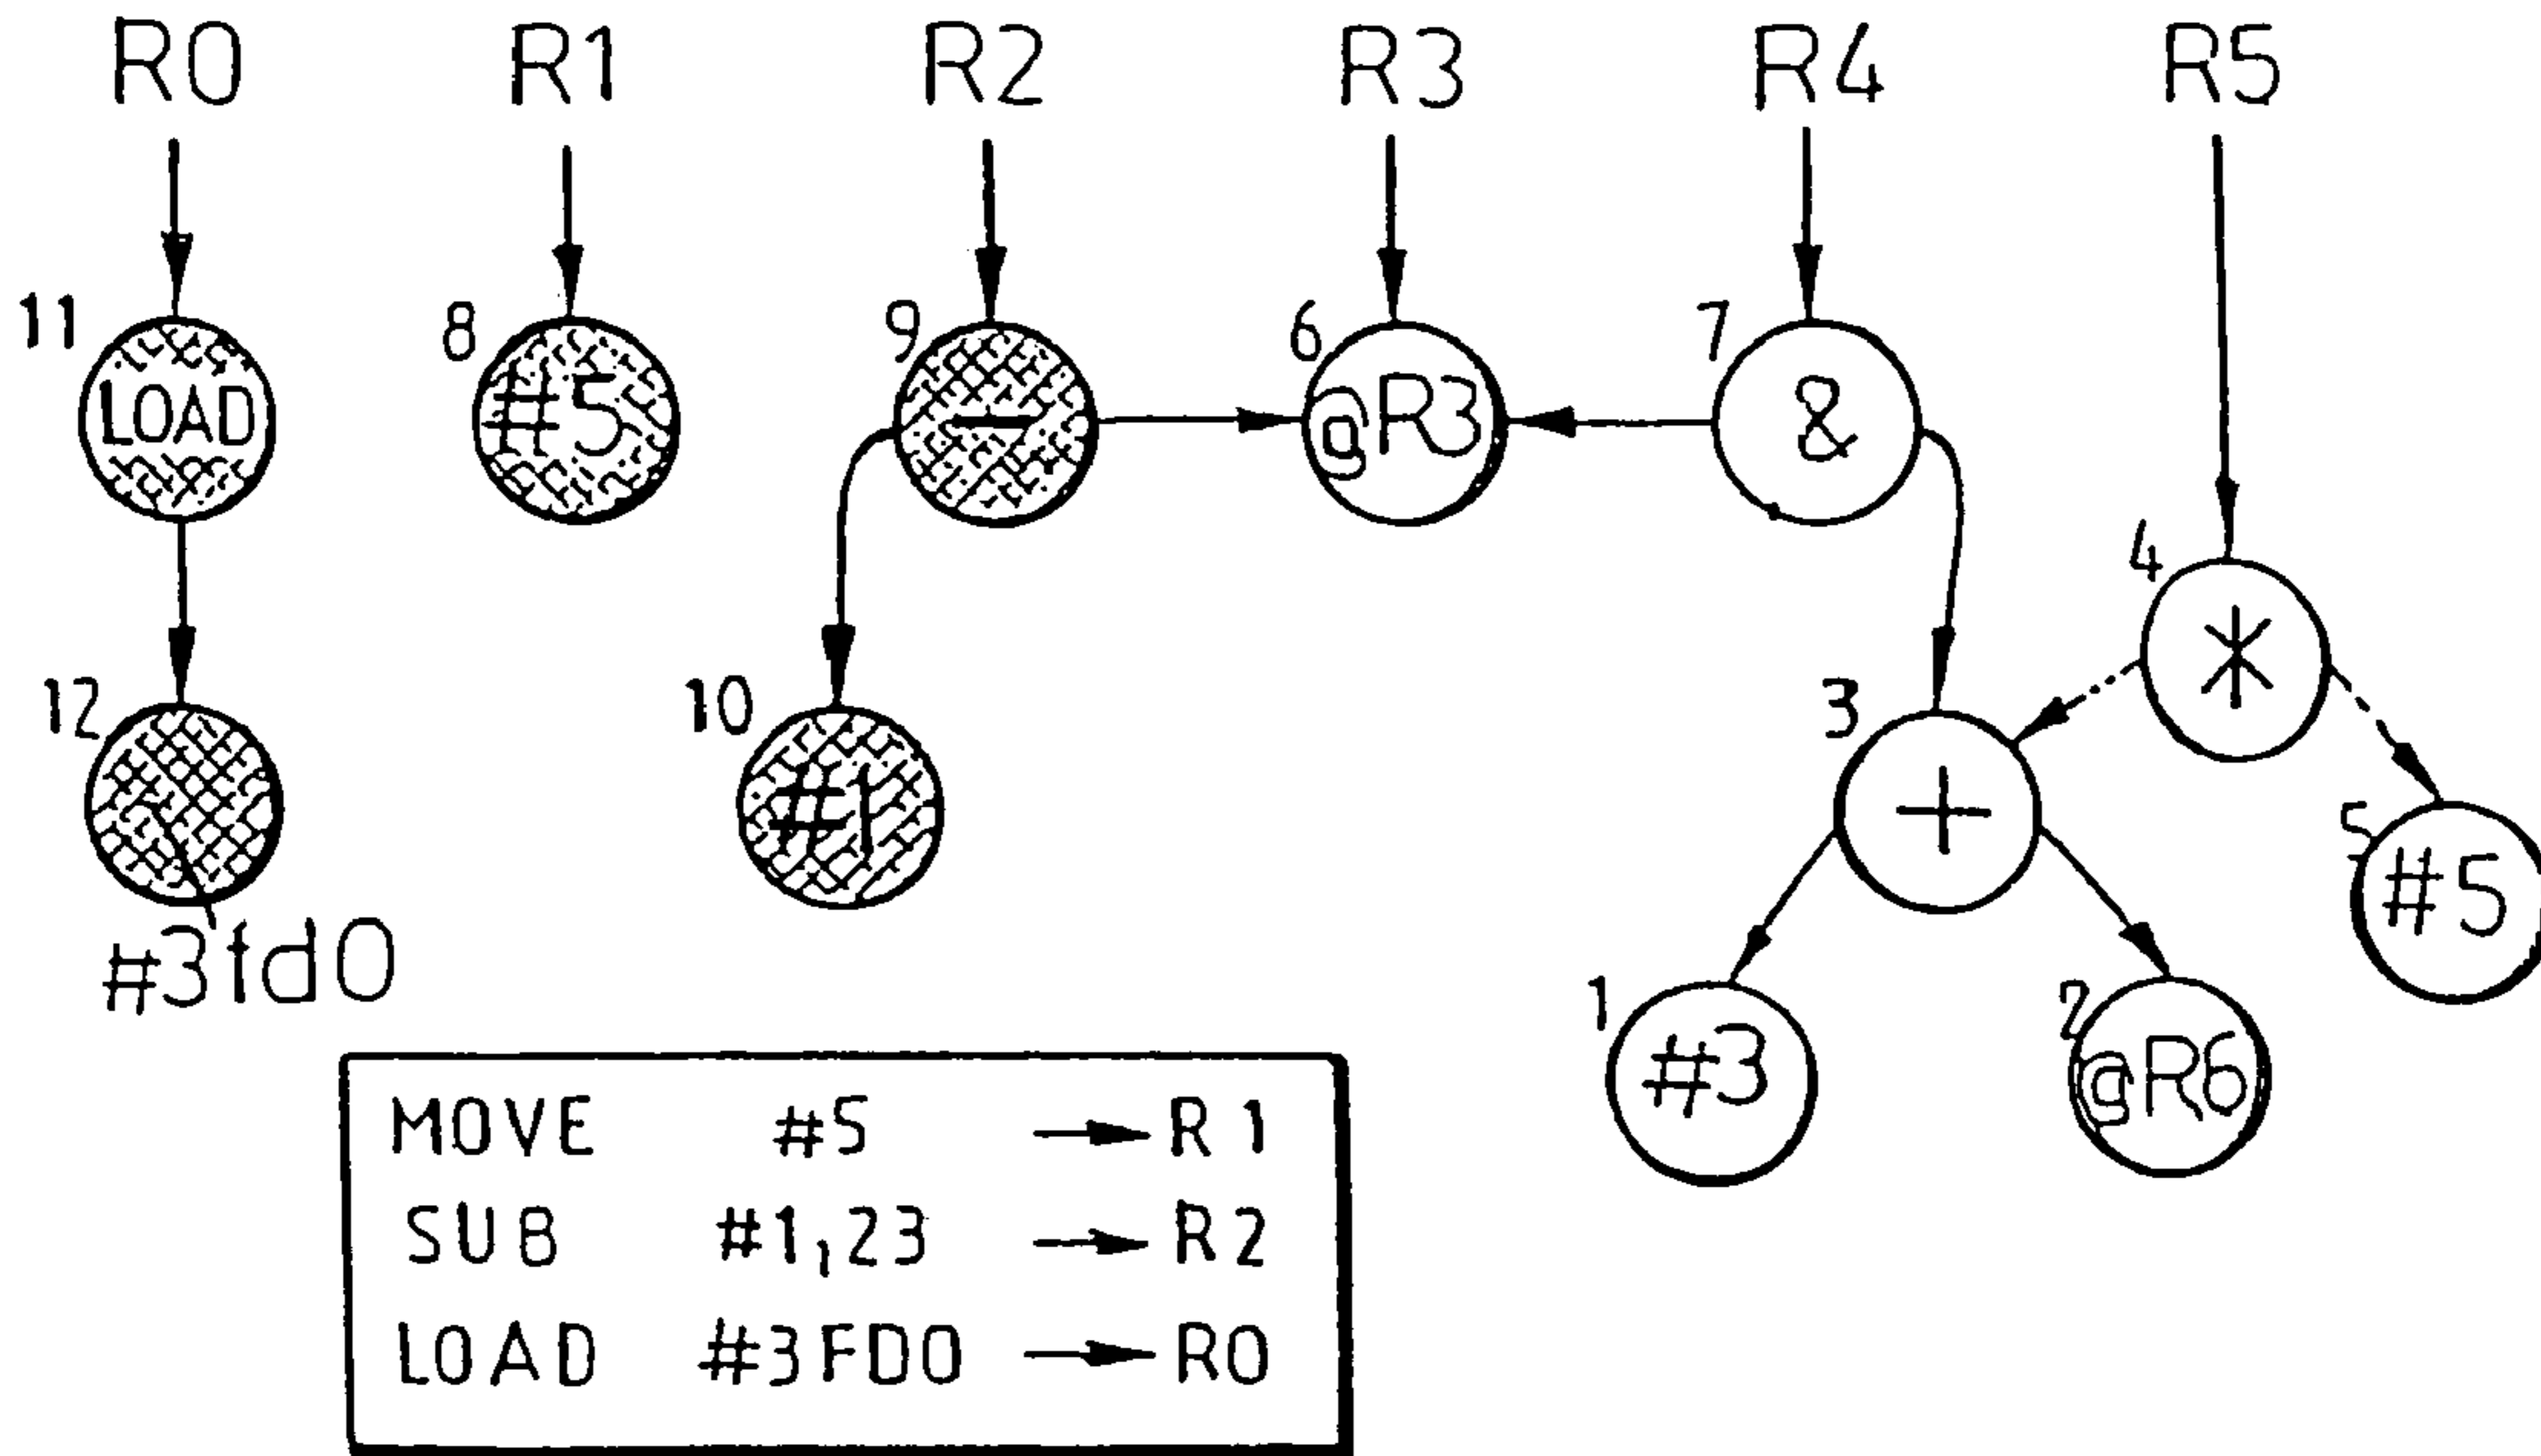 R0 R1 R2 R3 R4 R5
11 8 9 6 7
LOAD #5 - @R3 &
4
*
12 10 3
#1 +
5
#5
#3fd0
1 2
#3 @R6
MOVE #5 → R1
SUB #1,23 → R2
LOAD #3FD0 → R0